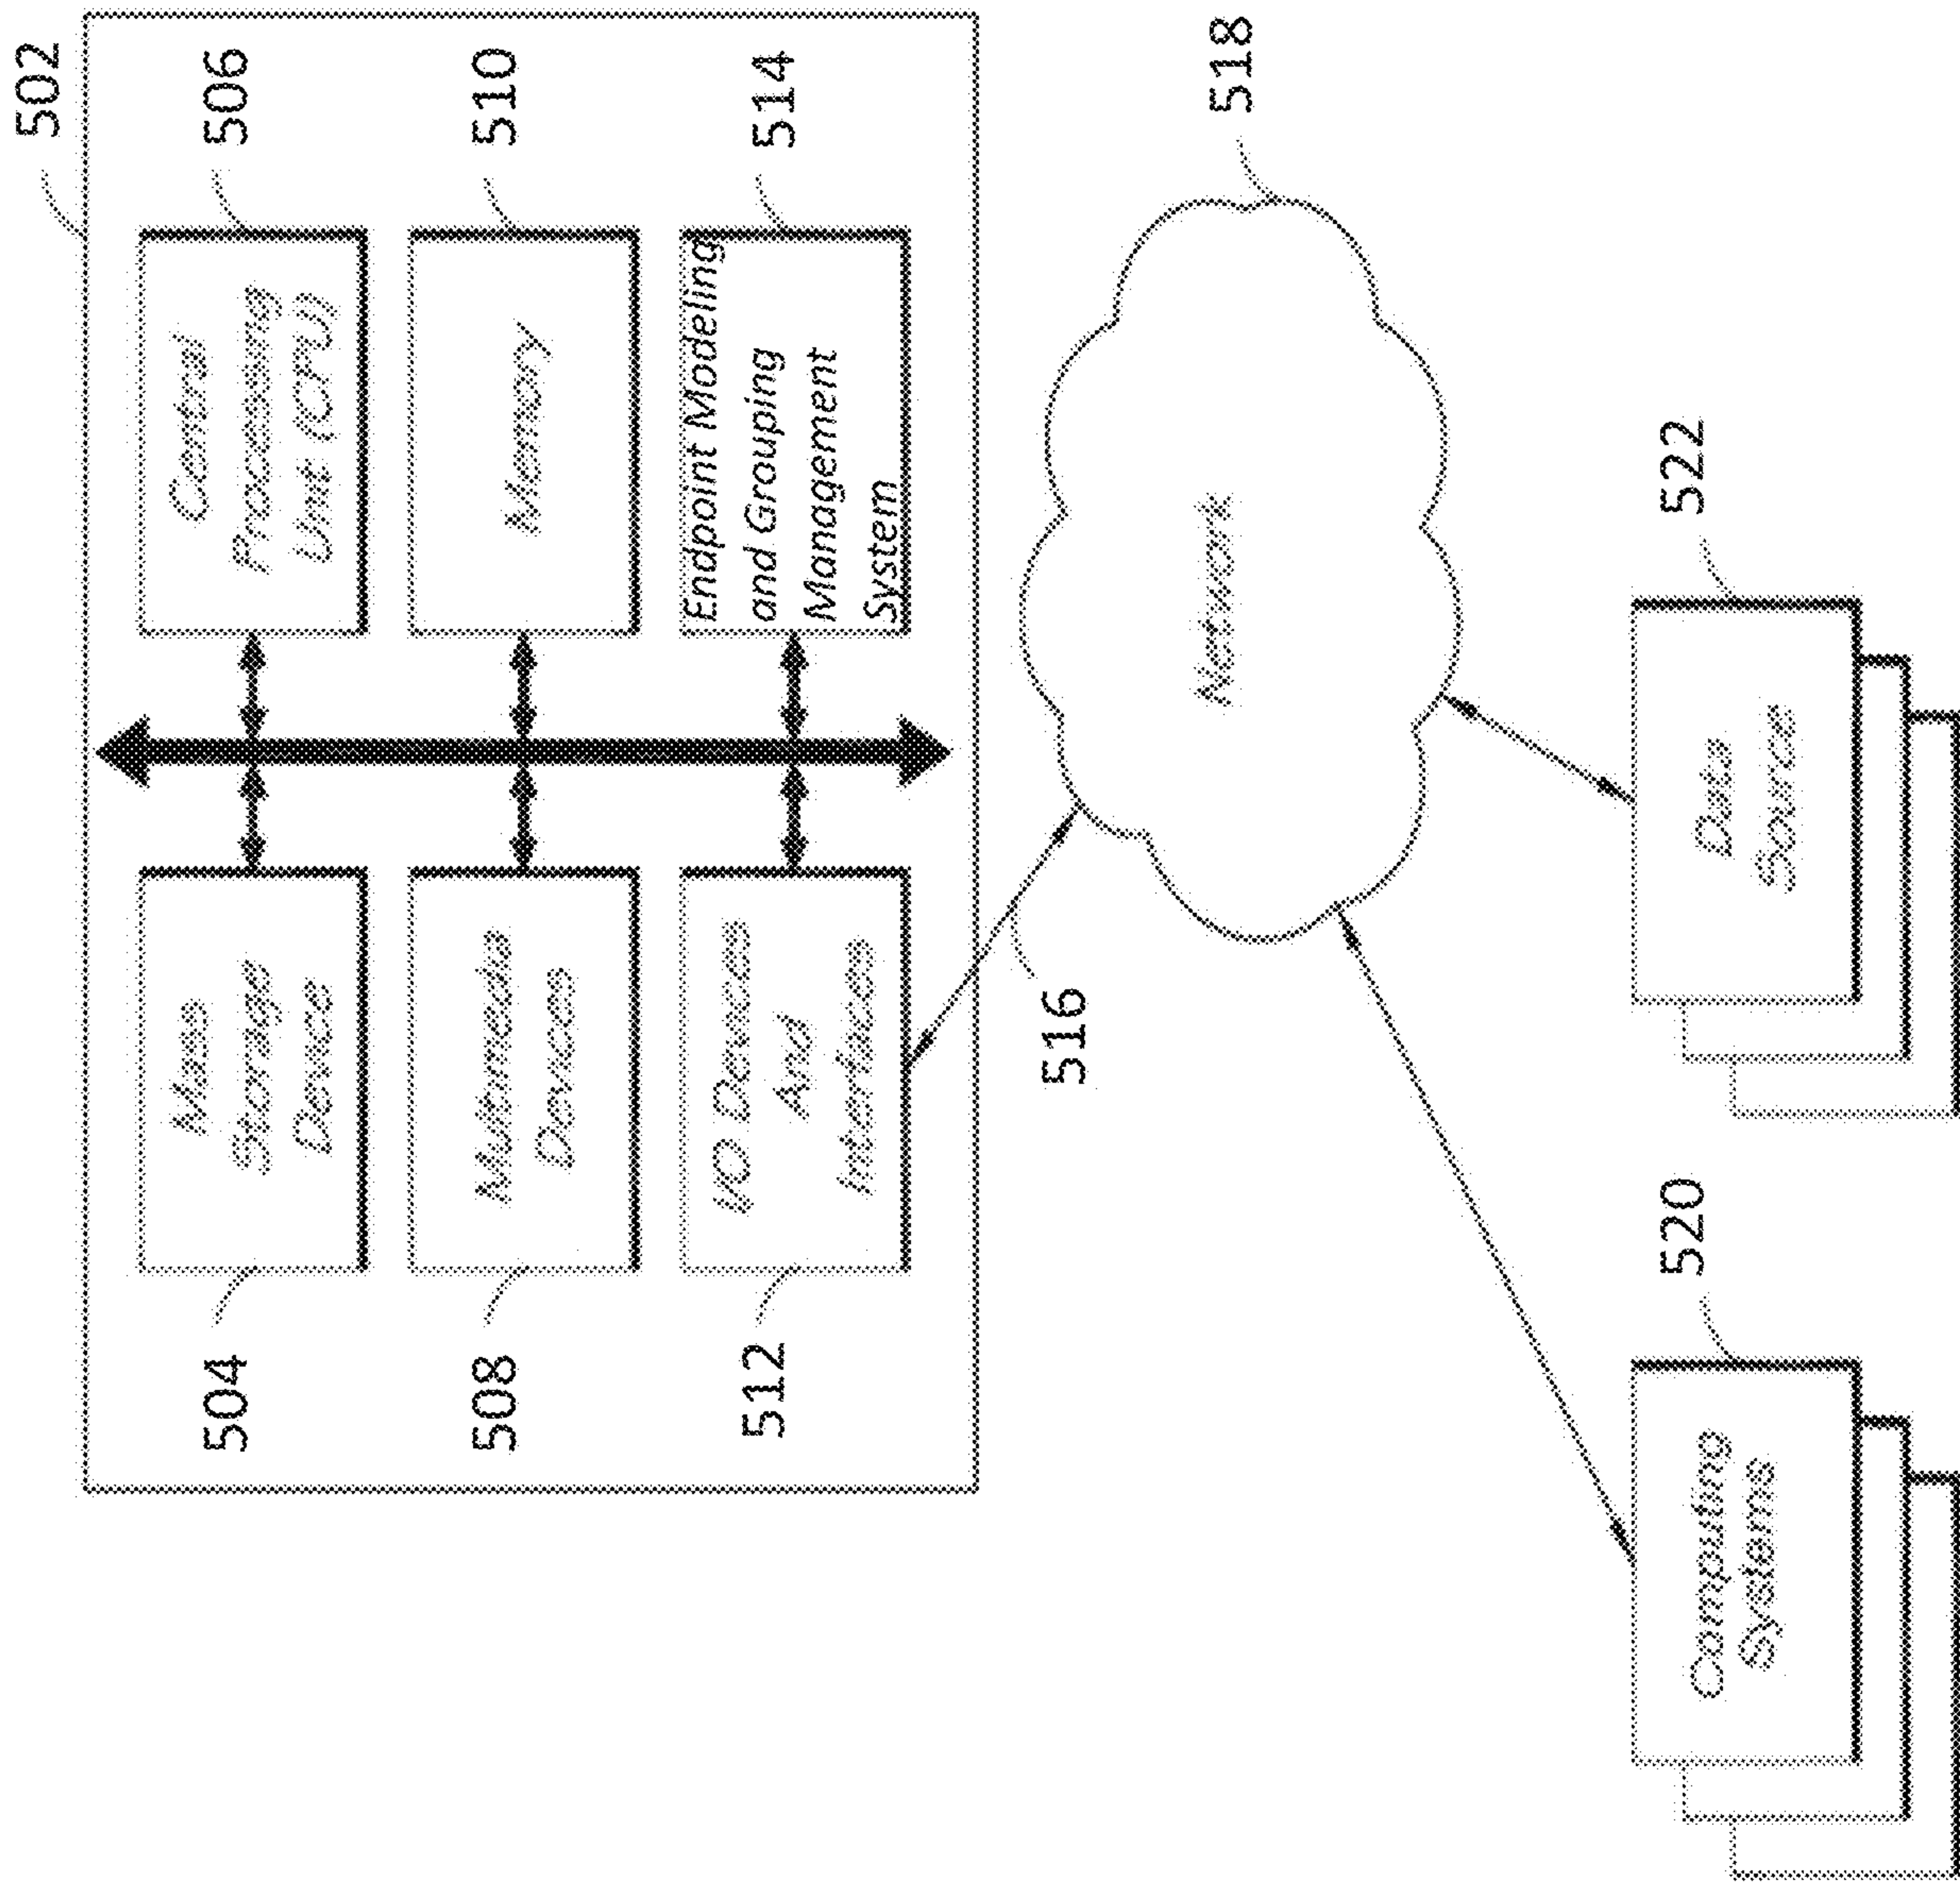 502
504
Mass
Storage
Device
Central
Processing
Unit (CPU)
506
508
Multimedia
Devices
Memory
510
512
I/O Devices
And
Interfaces
Endpoint Modeling
and Grouping
Management
System
514
516
Network
518
Computing
Systems
520
Data
Source
522